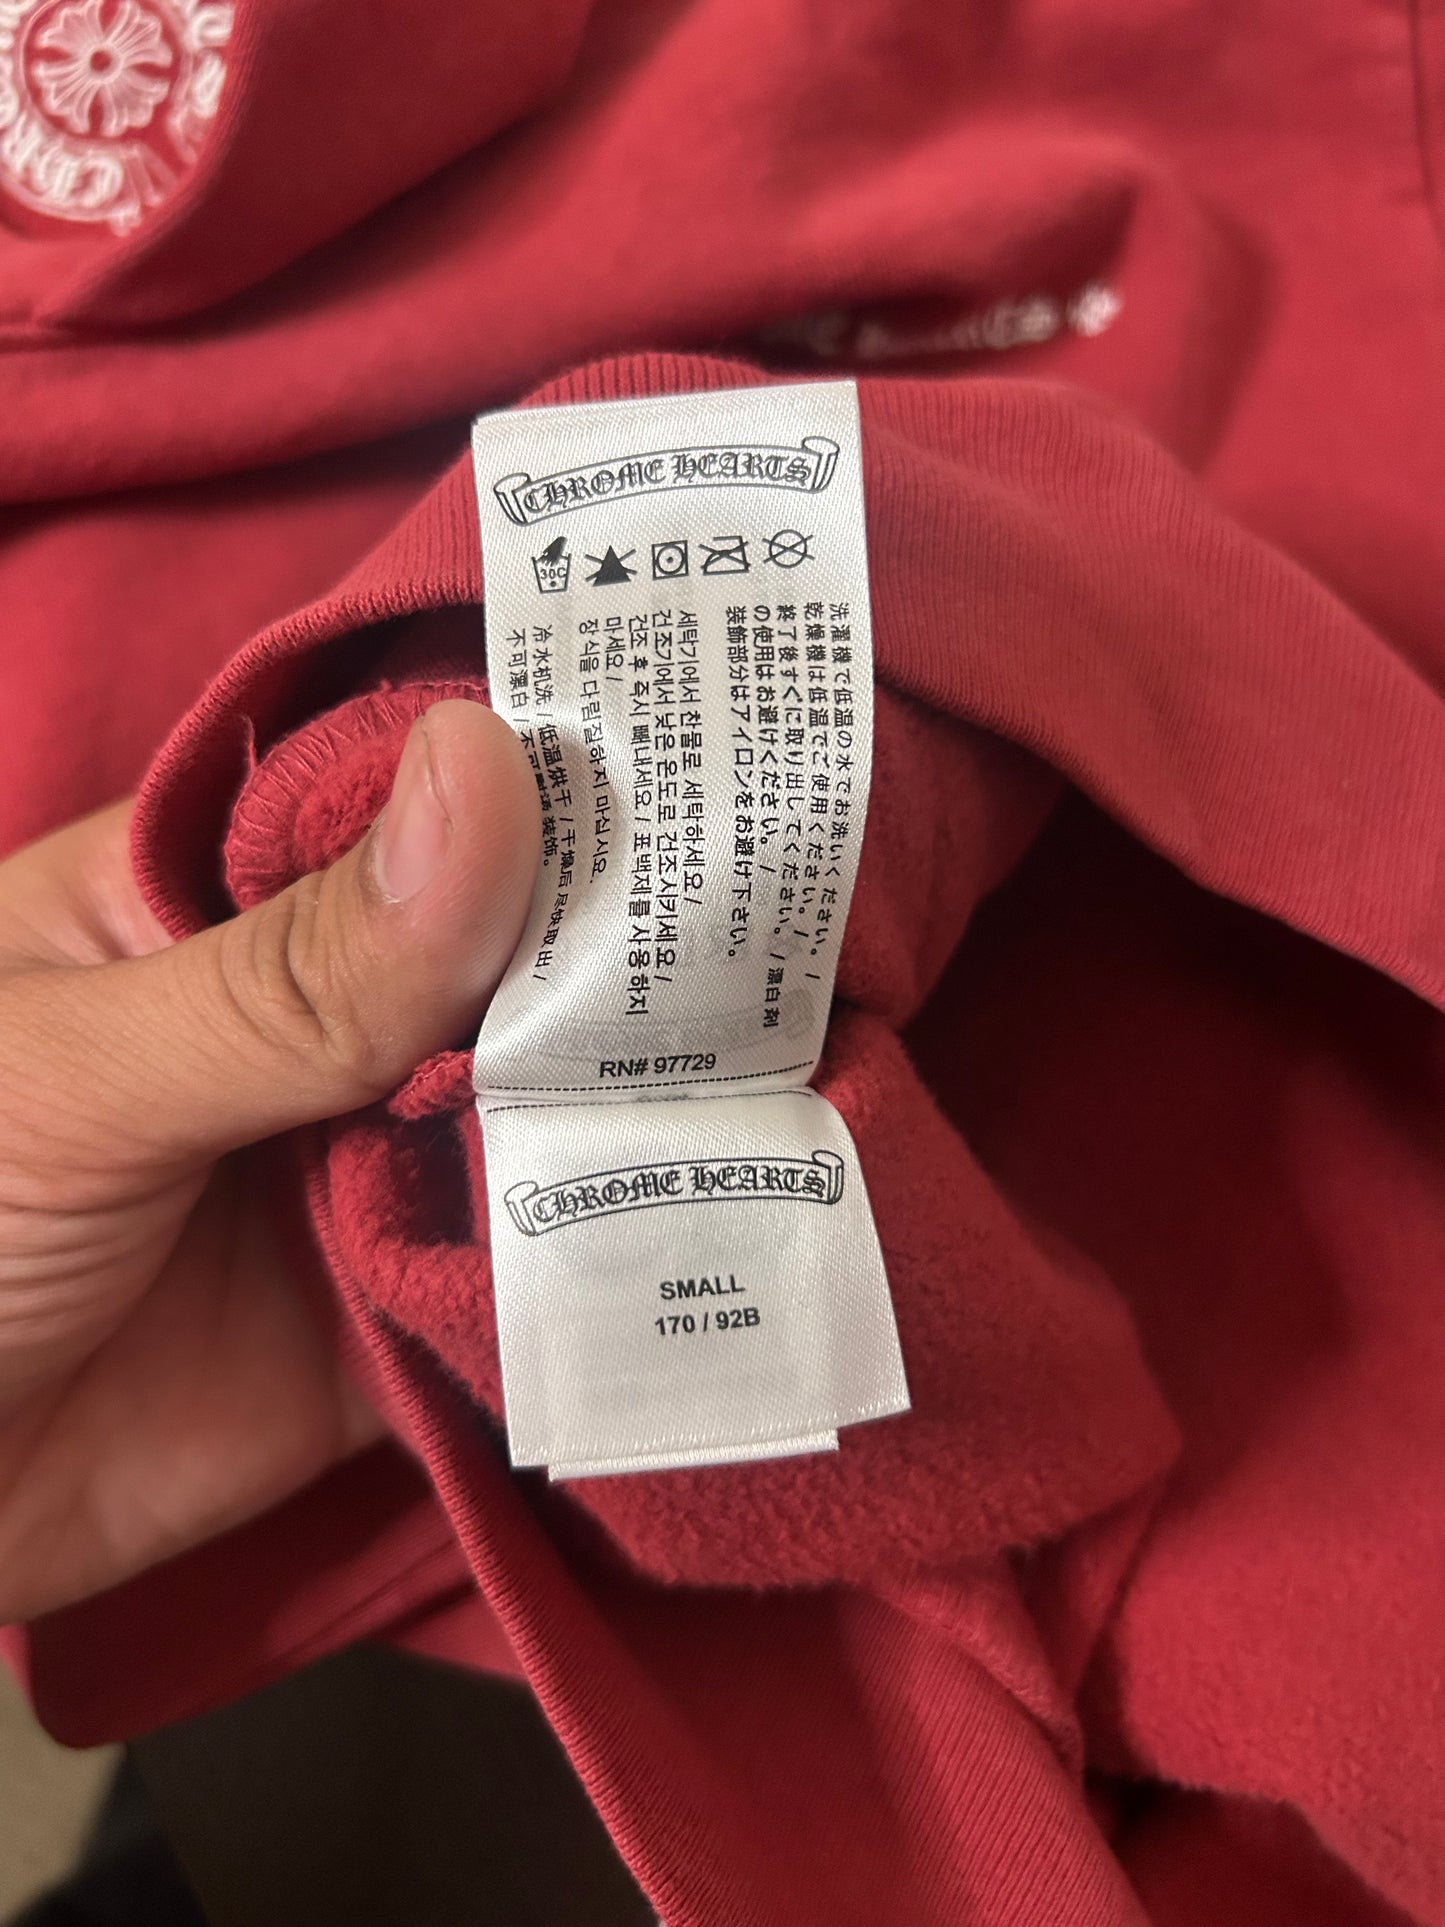 CHROME HEARTS
30C
洗濯機で低温の水でお洗いください。/
乾燥機は低温でご使用ください。/
終了後すぐに取り出してください。/ 漂白剤
の使用はお避けください。/
装飾部分はアイロンをお避け下さい。
세탁기에서 찬물로 세탁하세요/
건조기에서 낮은 온도로 건조시키세요/
건조 후 즉시 빼내세요 / 표백제를 사용하지
마세요/
장식을 다림질하지 마십시오.
冷水机洗 / 低温烘干 / 干燥后尽快取出 /
不可漂白 / 不可
装饰。
RN# 97729
CHROME HEARTS
SMALL
170 / 92B